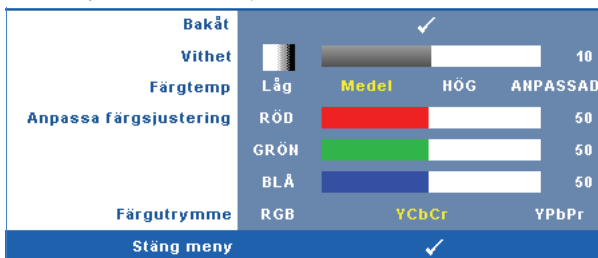 Bakåt
Vithet 10
Färgtemp Låg Medel HÖG ANPASSAD
Anpassa färgsjustering RÖD 50
GRÖN 50
BLÅ 50
Färgutrymme RGB YCbCr YPbPr
Stäng meny